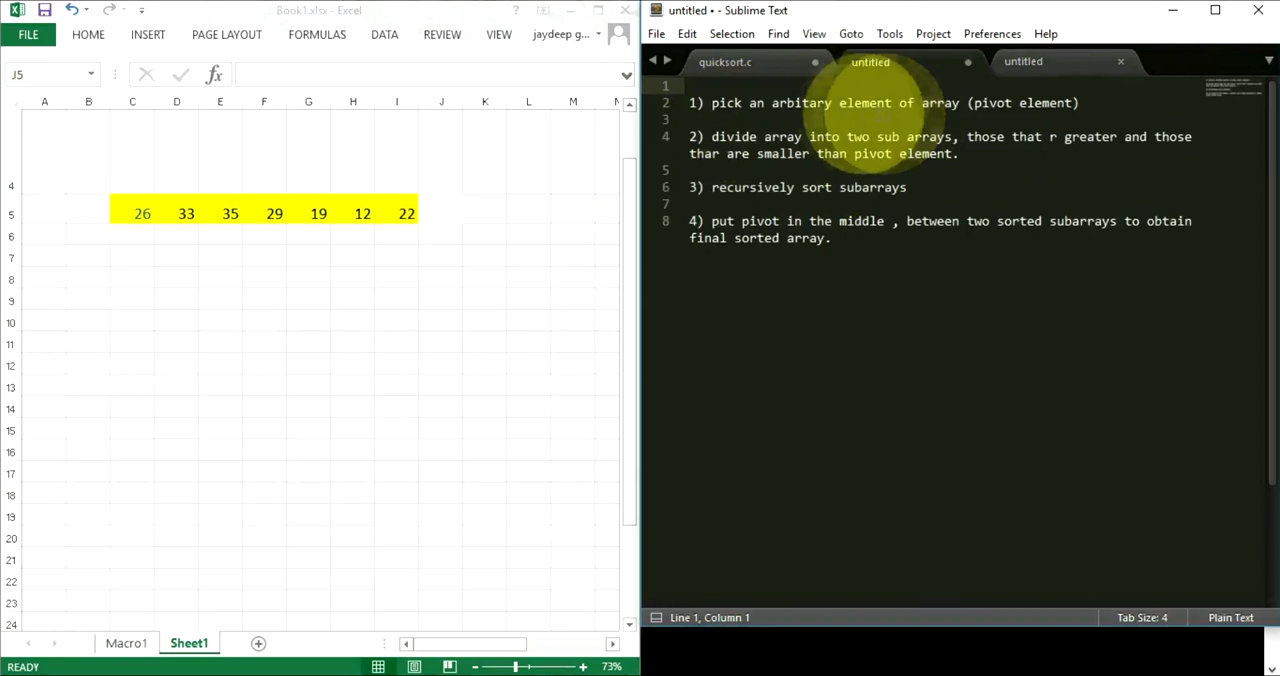 Book1.xlsx - Excel
FILE HOME INSERT PAGE LAYOUT FORMULAS DATA REVIEW VIEW jaydeep g...
J5 fx
A B C D E F G H I J K L M N
4
5 26 33 35 29 19 12 22
6
7
8
9
10
11
12
13
14
15
16
17
18
19
20
21
22
23
24
Macro1 Sheet1
READY 73%
untitled • - Sublime Text
File Edit Selection Find View Goto Tools Project Preferences Help
quicksort.c untitled untitled
1
2 1) pick an arbitary element of array (pivot element)
3
4 2) divide array into two sub arrays, those that r greater and those
thar are smaller than pivot element.
5
6 3) recursively sort subarrays
7
8 4) put pivot in the middle , between two sorted subarrays to obtain
final sorted array.
Line 1, Column 1 Tab Size: 4 Plain Text